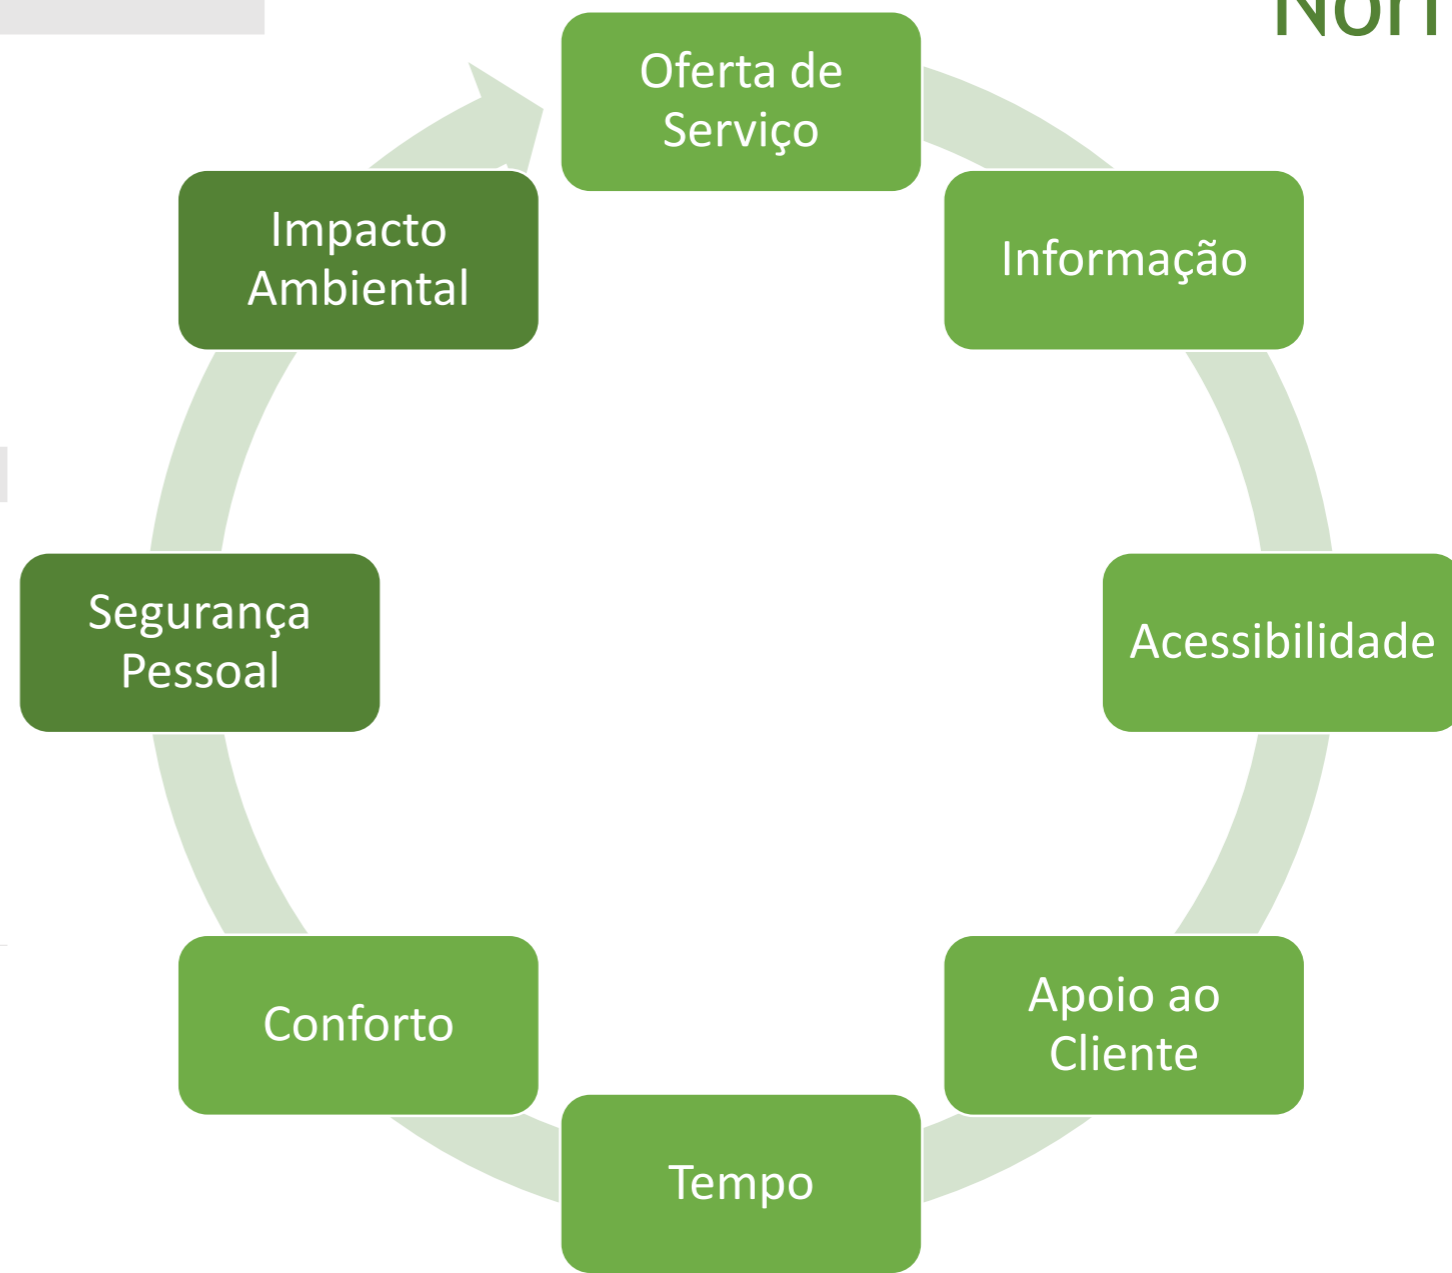 Oferta de
Serviço
Informação
Acessibilidade
Apoio ao
Cliente
Tempo
Conforto
Segurança
Pessoal
Impacto
Ambiental